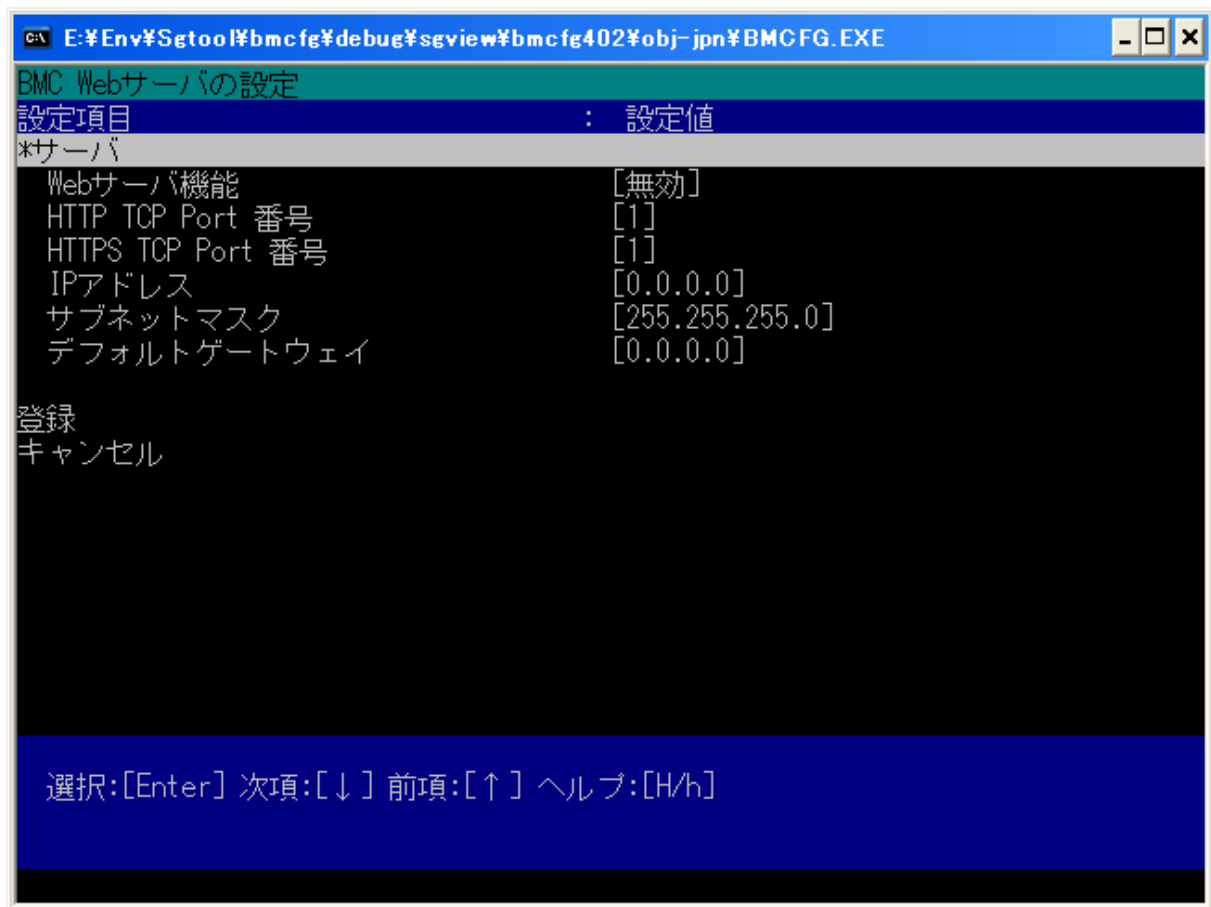 E:¥Env¥Sgtool¥bmcfg¥debug¥sgview¥bmcfg402¥obj-jpn¥BMCFG.EXE
BMC Webサーバの設定
設定項目 : 設定値
*サーバ
Webサーバ機能 [無効]
HTTP TCP Port 番号 [1]
HTTPS TCP Port 番号 [1]
IPアドレス [0.0.0.0]
サブネットマスク [255.255.255.0]
デフォルトゲートウェイ [0.0.0.0]
登録
キャンセル
選択:[Enter] 次項:[↓] 前項:[↑] ヘルプ:[H/h]